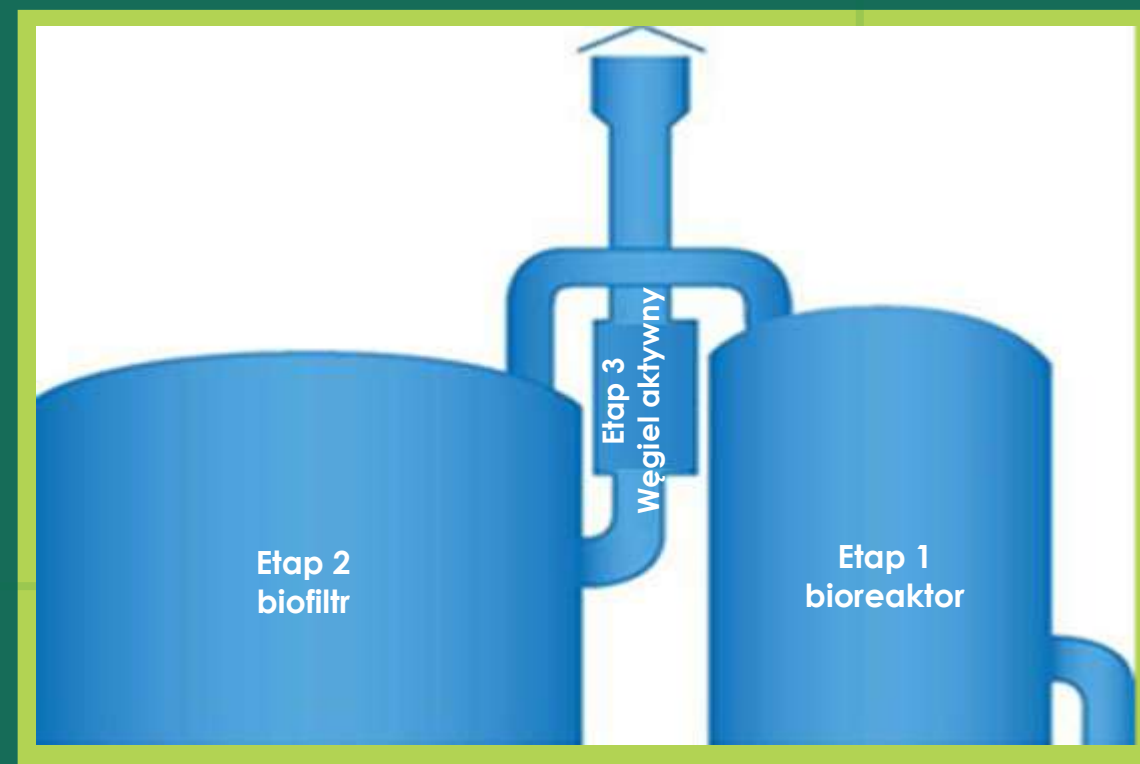 Etap 3
Węgiel aktywny
Etap 2
biofiltr
Etap 1
bioreaktor